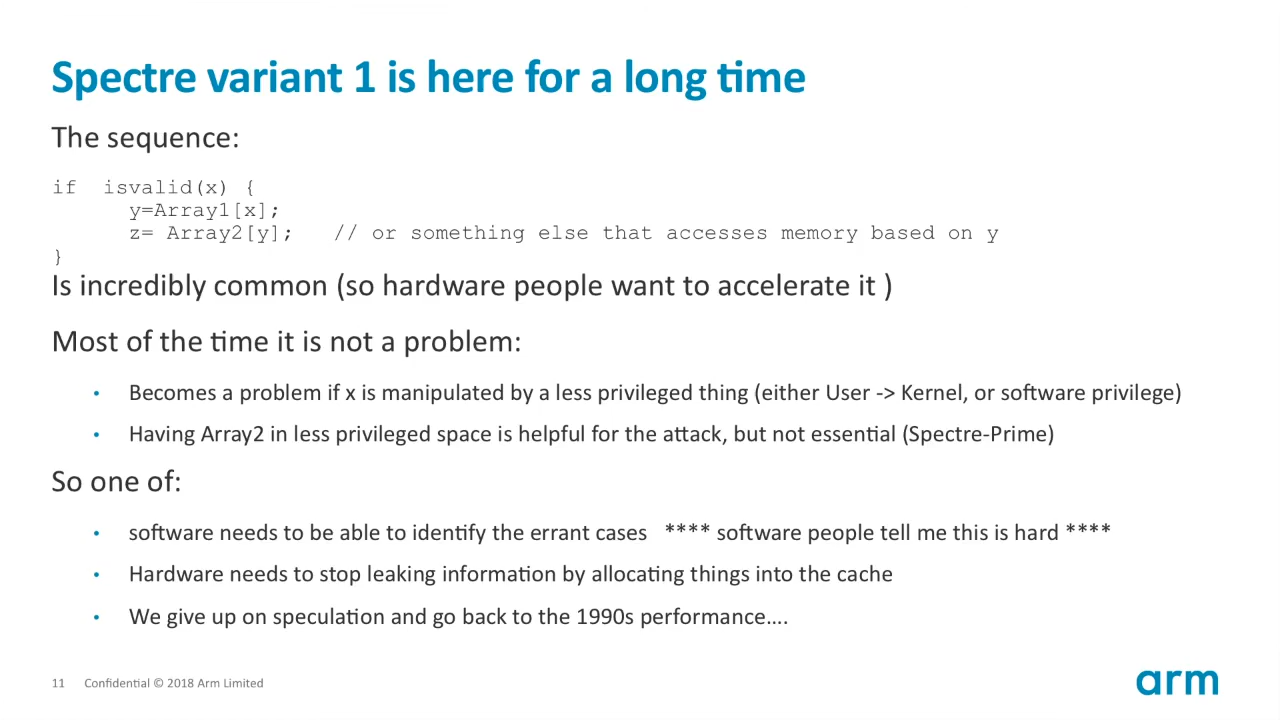 Spectre variant 1 is here for a long time
The sequence:
if  isvalid(x) {
      y=Array1[x];
      z= Array2[y];   // or something else that accesses memory based on y
}
Is incredibly common (so hardware people want to accelerate it )
Most of the time it is not a problem:
• Becomes a problem if x is manipulated by a less privileged thing (either User -> Kernel, or software privilege)
• Having Array2 in less privileged space is helpful for the attack, but not essential (Spectre-Prime)
So one of:
• software needs to be able to identify the errant cases   **** software people tell me this is hard ****
• Hardware needs to stop leaking information by allocating things into the cache
• We give up on speculation and go back to the 1990s performance....
11 Confidential © 2018 Arm Limited
arm